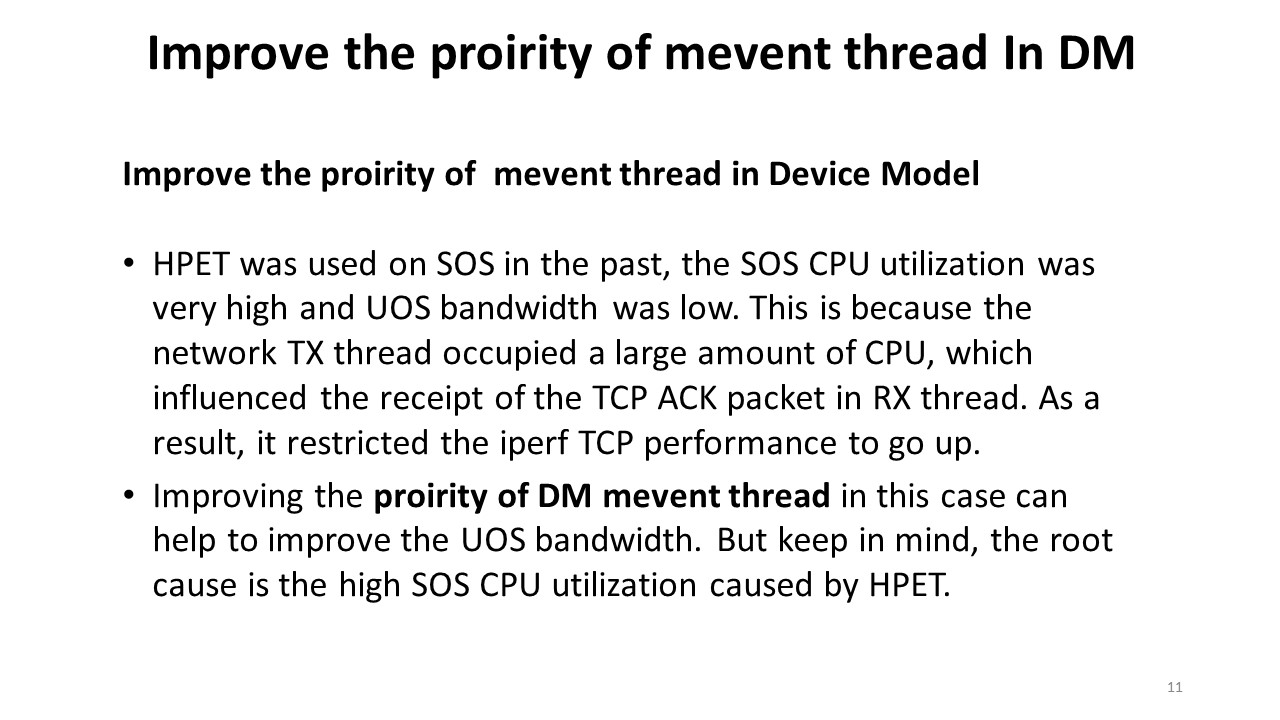 Improve the proirity of mevent thread In DM
Improve the proirity of  mevent thread in Device Model
• HPET was used on SOS in the past, the SOS CPU utilization was
very high and UOS bandwidth was low. This is because the
network TX thread occupied a large amount of CPU, which
influenced the receipt of the TCP ACK packet in RX thread. As a
result, it restricted the iperf TCP performance to go up.
• Improving the proirity of DM mevent thread in this case can
help to improve the UOS bandwidth. But keep in mind, the root
cause is the high SOS CPU utilization caused by HPET.
11